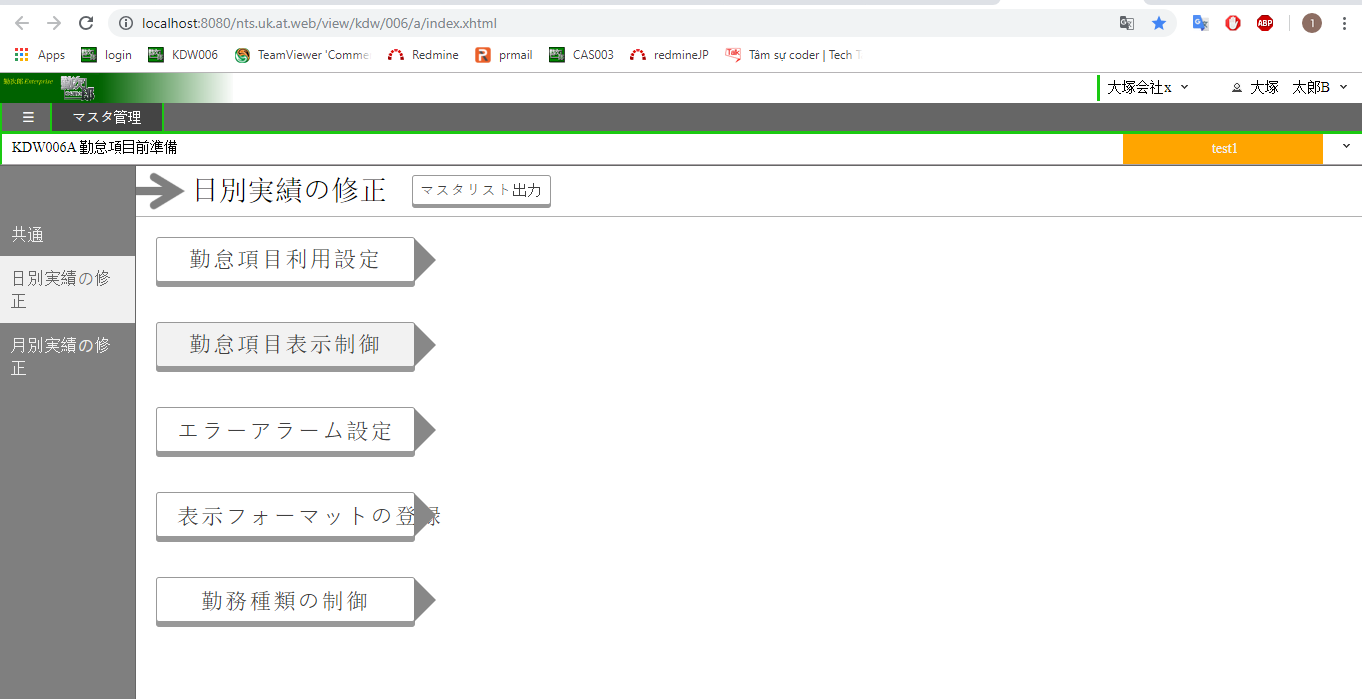 localhost:8080/nts.uk.at.web/view/kdw/006/a/index.xhtml
ABP
1
Apps login KDW006 TeamViewer 'Comme Redmine prmail CAS003 redmineJP Tâm sự coder | Tech T
勤次郎 Enterprise 大塚会社x 大塚 太郎B
☰ マスタ管理
KDW006A 勤怠項目前準備 test1
日別実績の修正 マスタリスト出力
共通
日別実績の修
正
月別実績の修
正
勤怠項目利用設定
勤怠項目表示制御
エラーアラーム設定
表示フォーマットの登録
勤務種類の制御